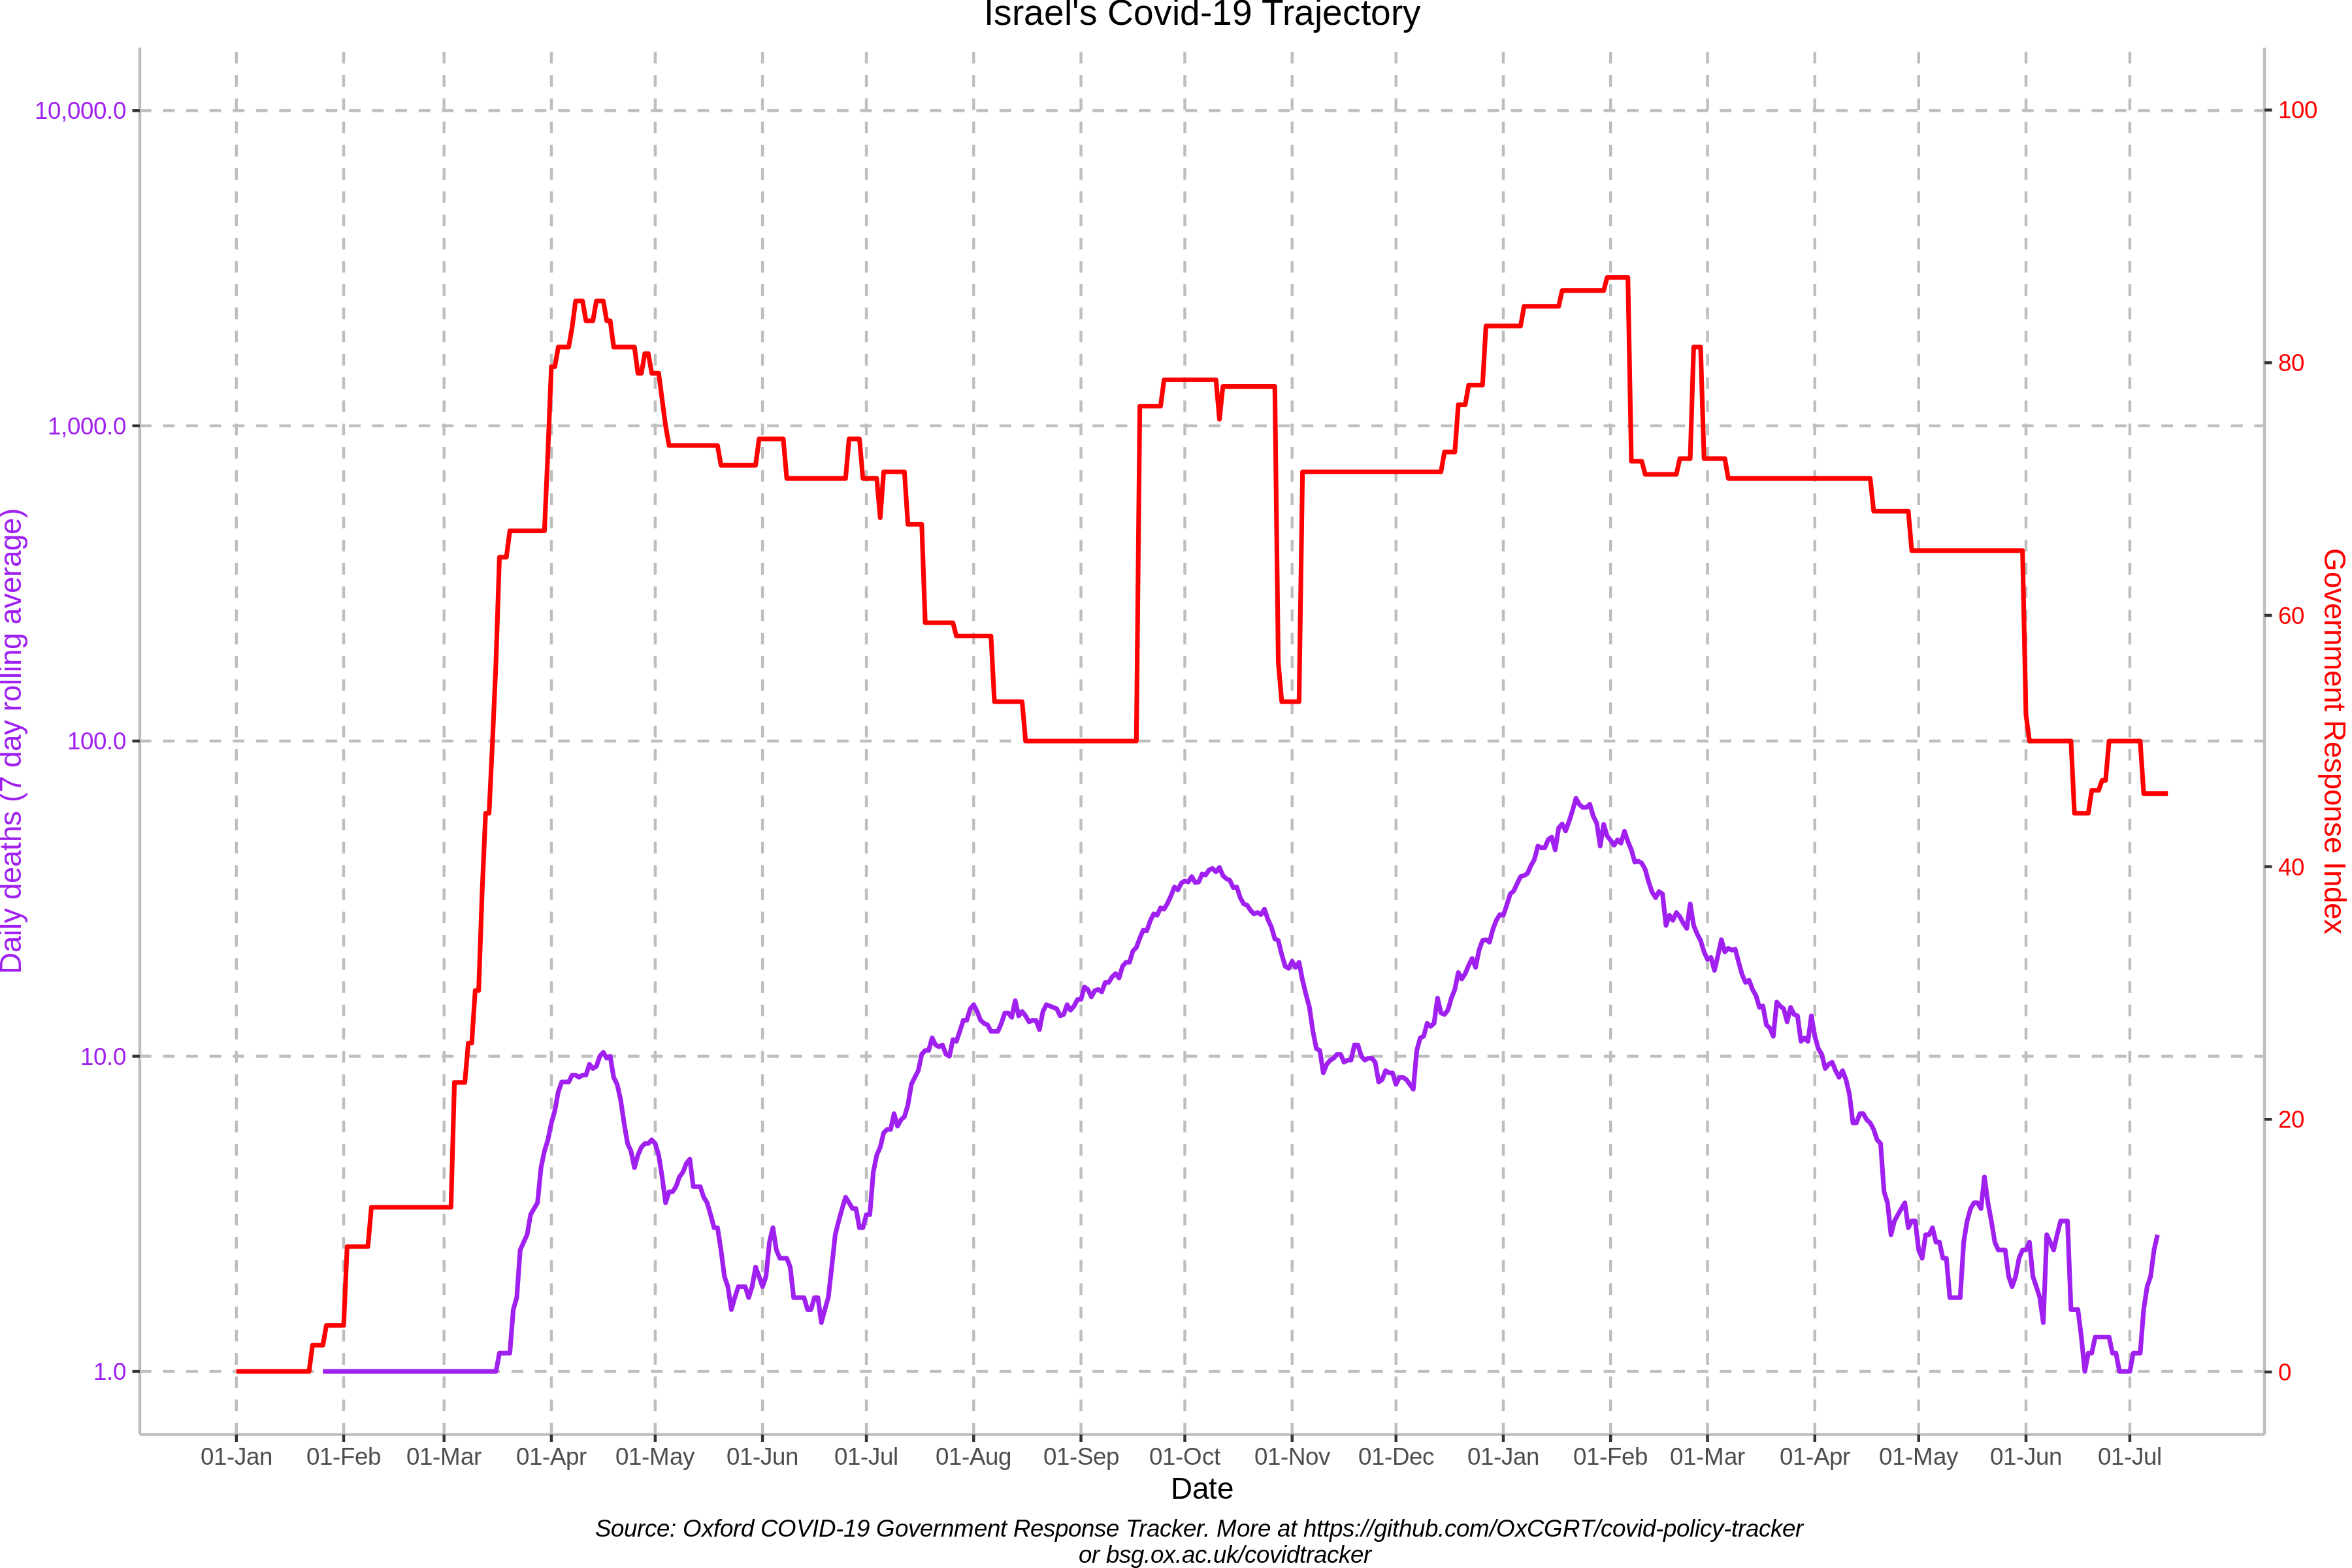 Israel's Covid-19 Trajectory
10,000.0
1,000.0
100.0
10.0
1.0
Daily deaths (7 day rolling average)
100
80
60
40
20
0
Government Response Index
01-Jan 01-Feb 01-Mar 01-Apr 01-May 01-Jun 01-Jul 01-Aug 01-Sep 01-Oct 01-Nov 01-Dec 01-Jan 01-Feb 01-Mar 01-Apr 01-May 01-Jun 01-Jul
Date
Source: Oxford COVID-19 Government Response Tracker. More at https://github.com/OxCGRT/covid-policy-tracker
or bsg.ox.ac.uk/covidtracker